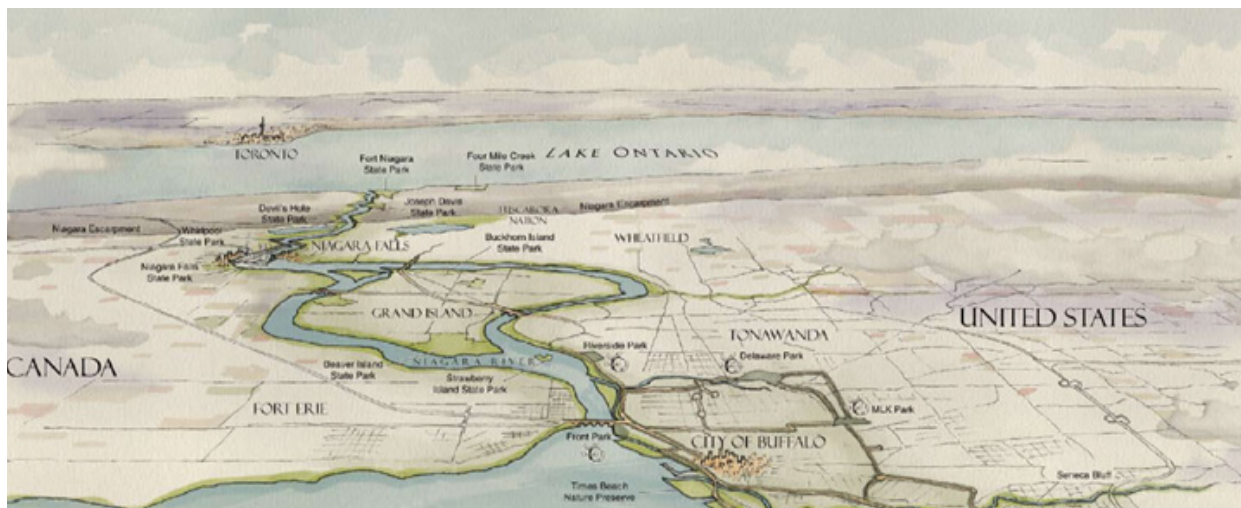 TORONTO
LAKE ONTARIO
Fort Niagara
State Park
Four Mile Creek
State Park
Devil's Hole
State Park
Joseph Davis
State Park
TUSCARORA
NATION
Niagara Escarpment
Niagara Escarpment
Whirlpool
State Park
NIAGARA FALLS
Buckhorn Island
State Park
WHEATFIELD
Niagara Falls
State Park
GRAND ISLAND
UNITED STATES
TONAWANDA
Riverside Park
Delaware Park
CANADA
Beaver Island
State Park
NIAGARA RIVER
Strawberry
Island State Park
FORT ERIE
MLK Park
Front Park
CITY OF BUFFALO
Seneca Bluff
Times Beach
Nature Preserve